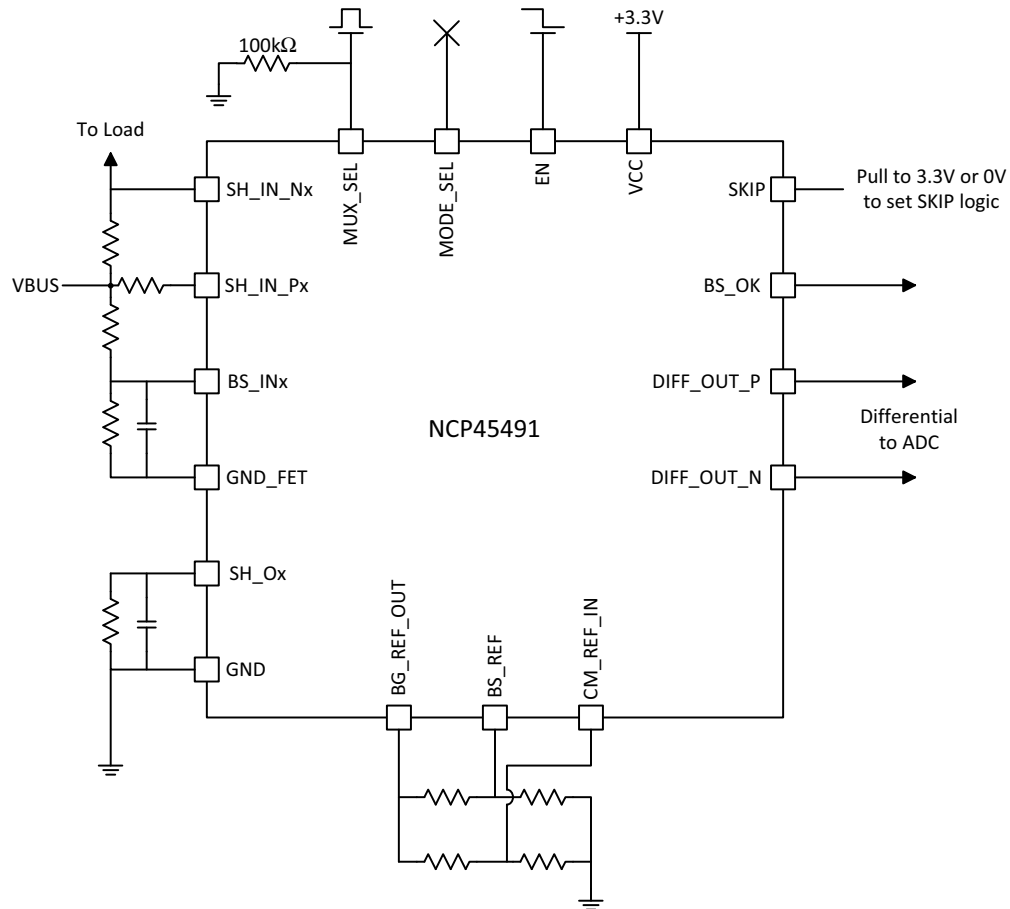 +3.3V
100kΩ
To Load
MUX_SEL
MODE_SEL
EN
VCC
SH_IN_Nx
SKIP
Pull to 3.3V or 0V
to set SKIP logic
VBUS
SH_IN_Px
BS_OK
BS_INx
DIFF_OUT_P
NCP45491
Differential
to ADC
GND_FET
DIFF_OUT_N
SH_Ox
GND
BG_REF_OUT
BS_REF
CM_REF_IN